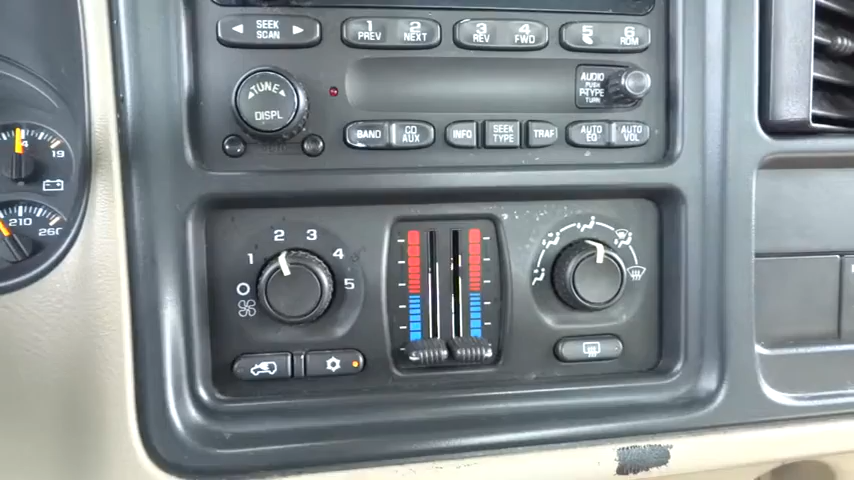 SEEK
SCAN
1
PREV
2
NEXT
3
REV
4
FWD
5
6
RDM
TUNE
DISPL
AUDIO
PUSH
P-TYPE
TURN
BAND
CD
AUX
INFO
SEEK
TYPE
TRAF
AUTO
EQ
AUTO
VOL
19
210
260
0
1
2
3
4
5